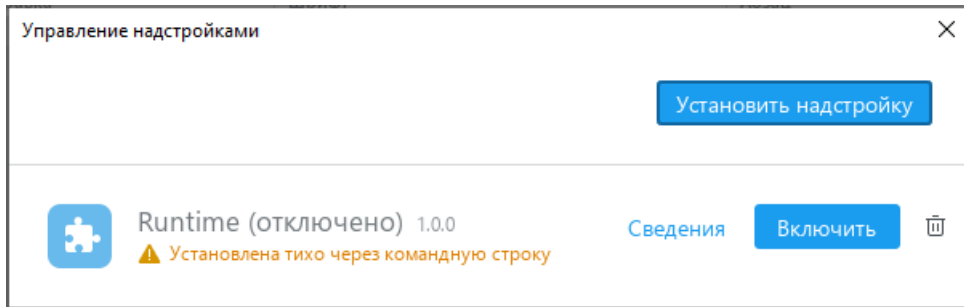 Управление надстройками
Установить надстройку
Runtime (отключено) 1.0.0
Сведения
Включить
Установлена тихо через командную строку